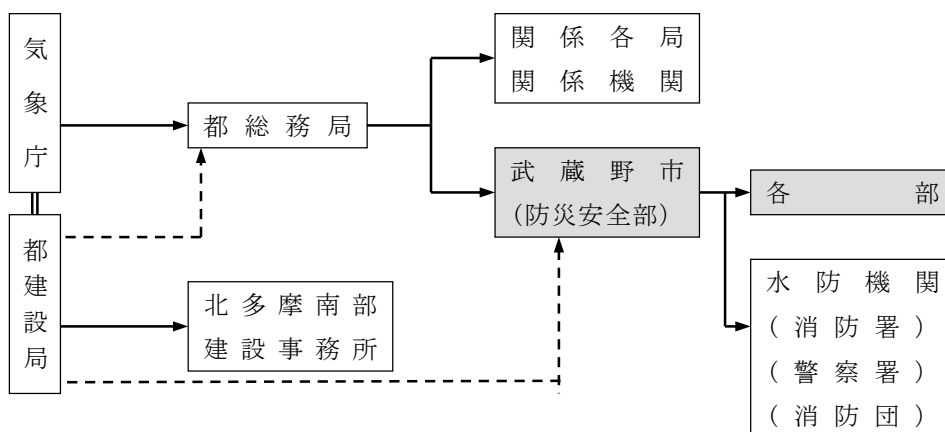 気象庁
都建設局
都総務局
北多摩南部
建設事務所
関係各局
関係機関
武蔵野市
(防災安全部)
各部
水防機関
(消防署)
(警察署)
(消防団)